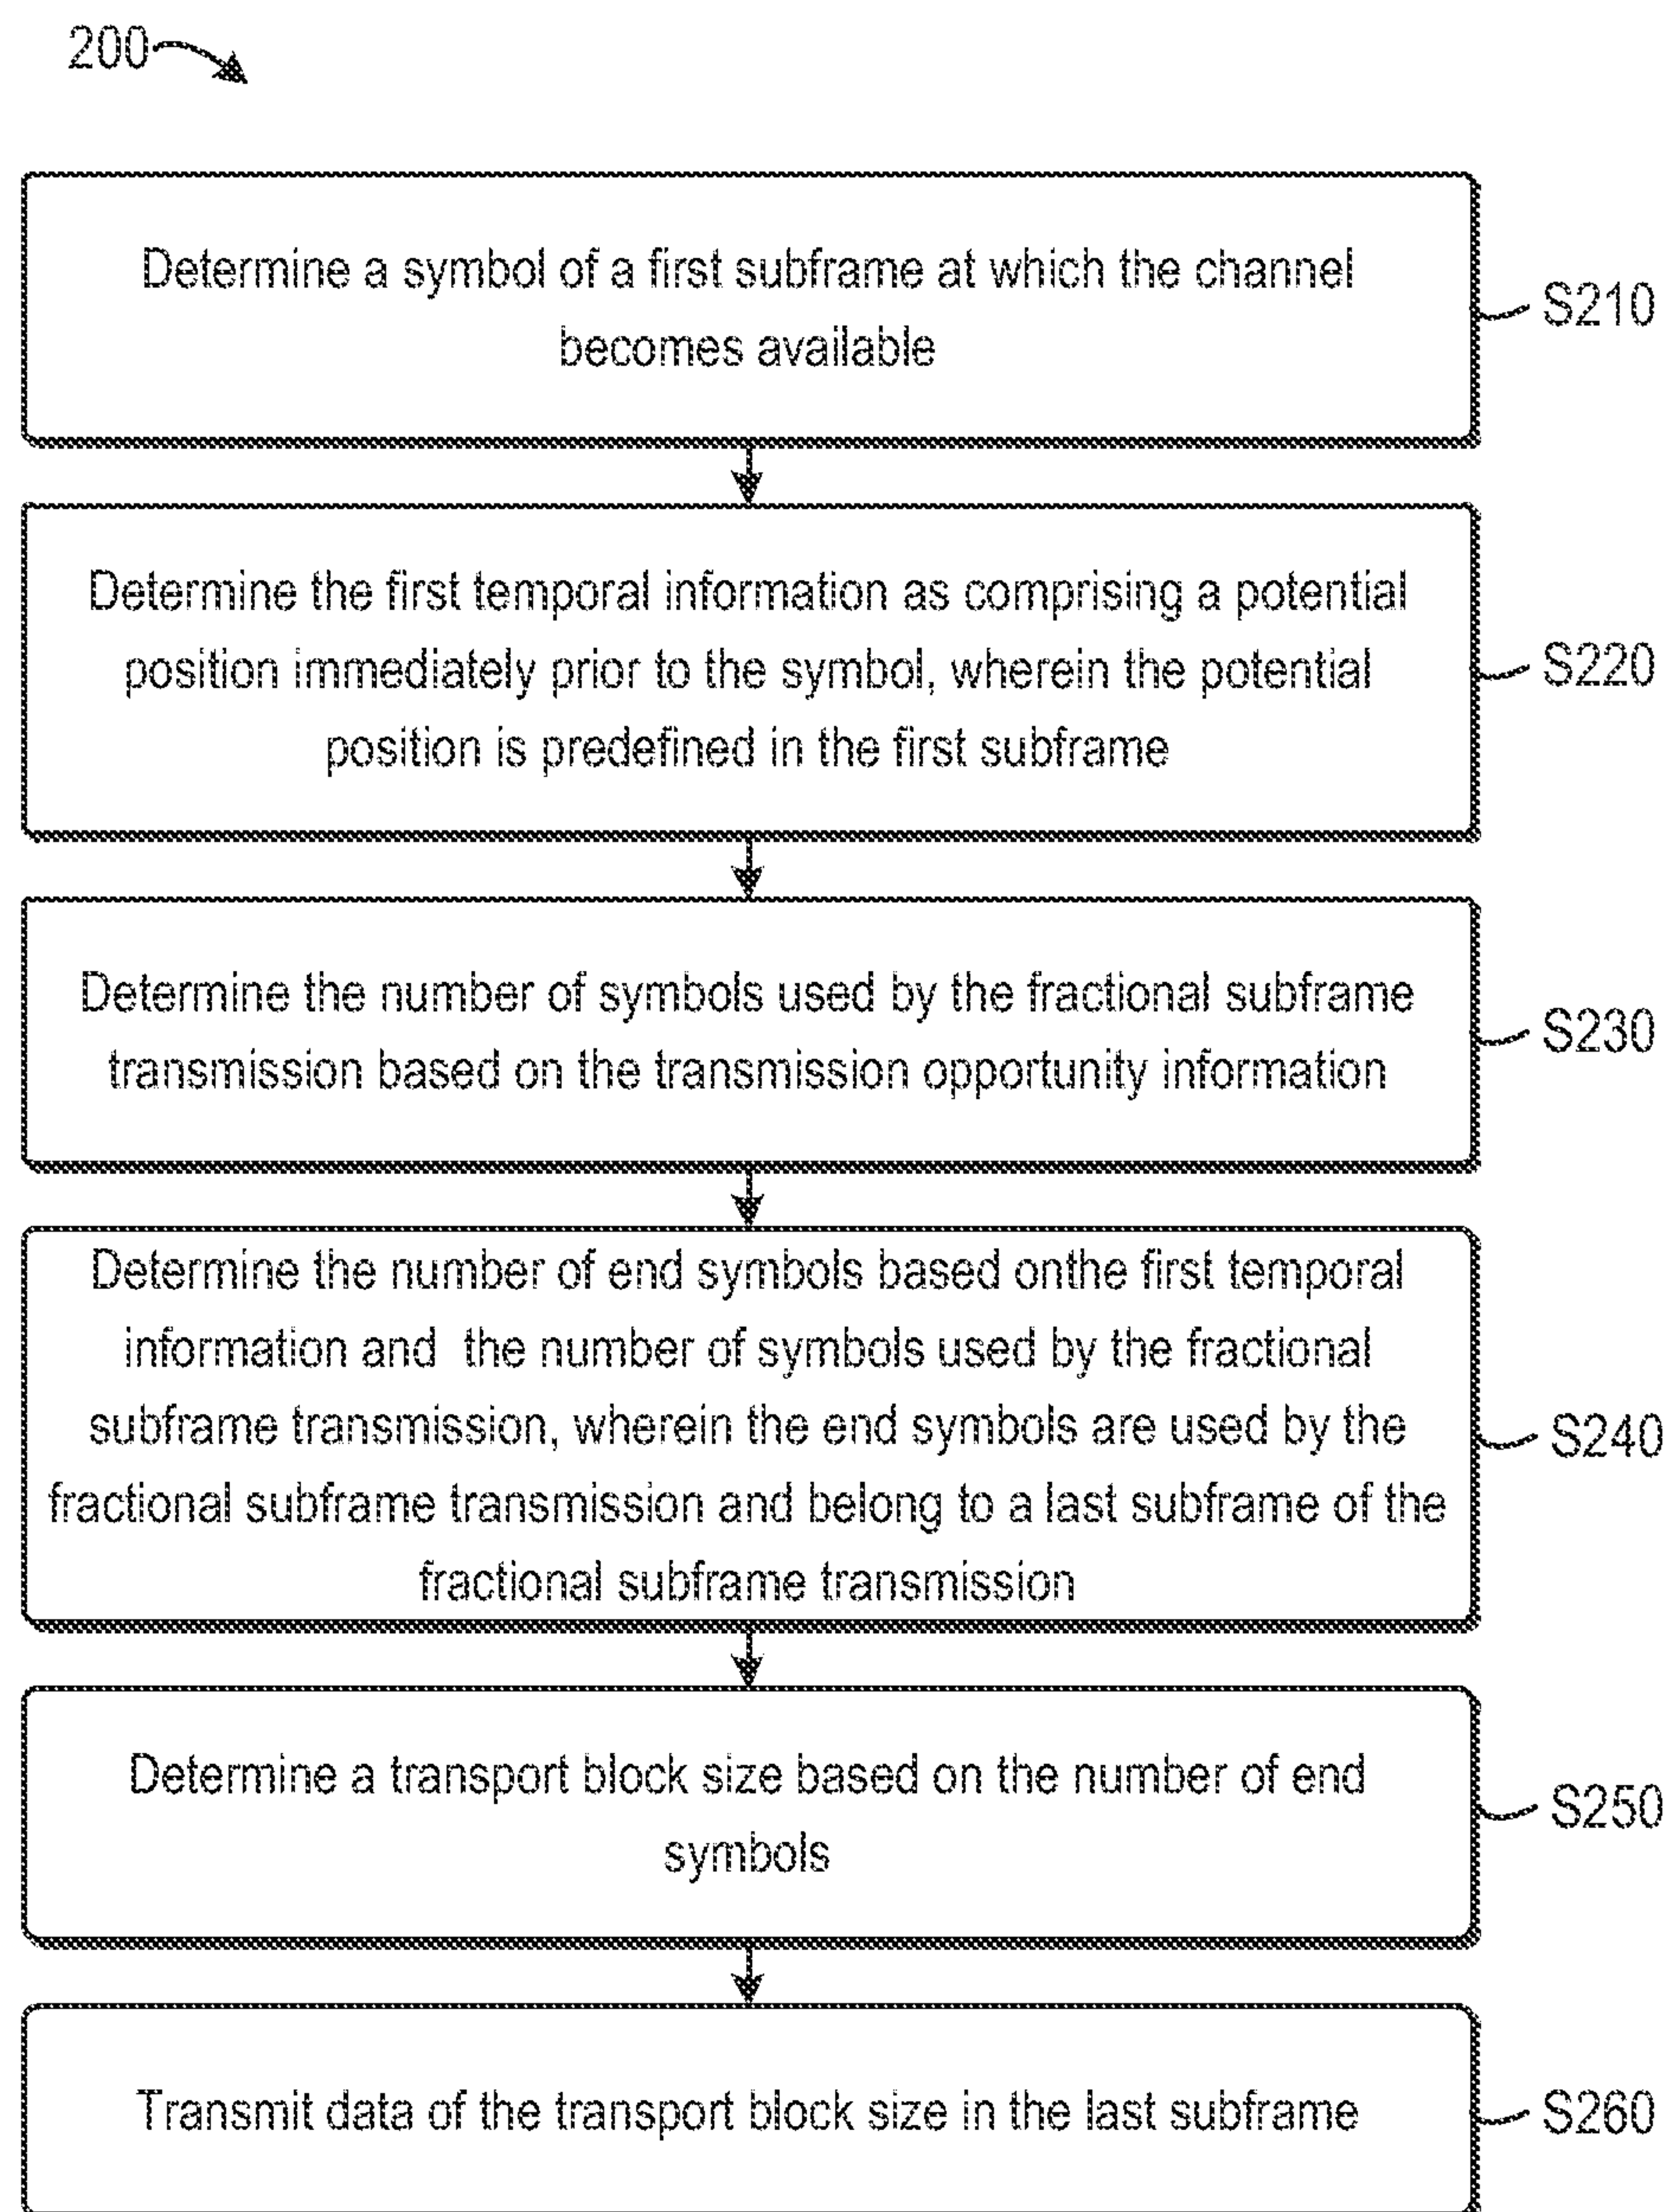 200
Determine a symbol of a first subframe at which the channel
becomes available
S210
Determine the first temporal information as comprising a potential
position immediately prior to the symbol, wherein the potential
position is predefined in the first subframe
S220
Determine the number of symbols used by the fractional subframe
transmission based on the transmission opportunity information
S230
Determine the number of end symbols based onthe first temporal
information and the number of symbols used by the fractional
subframe transmission, wherein the end symbols are used by the
fractional subframe transmission and belong to a last subframe of the
fractional subframe transmission
S240
Determine a transport block size based on the number of end
symbols
S250
Transmit data of the transport block size in the last subframe
S260